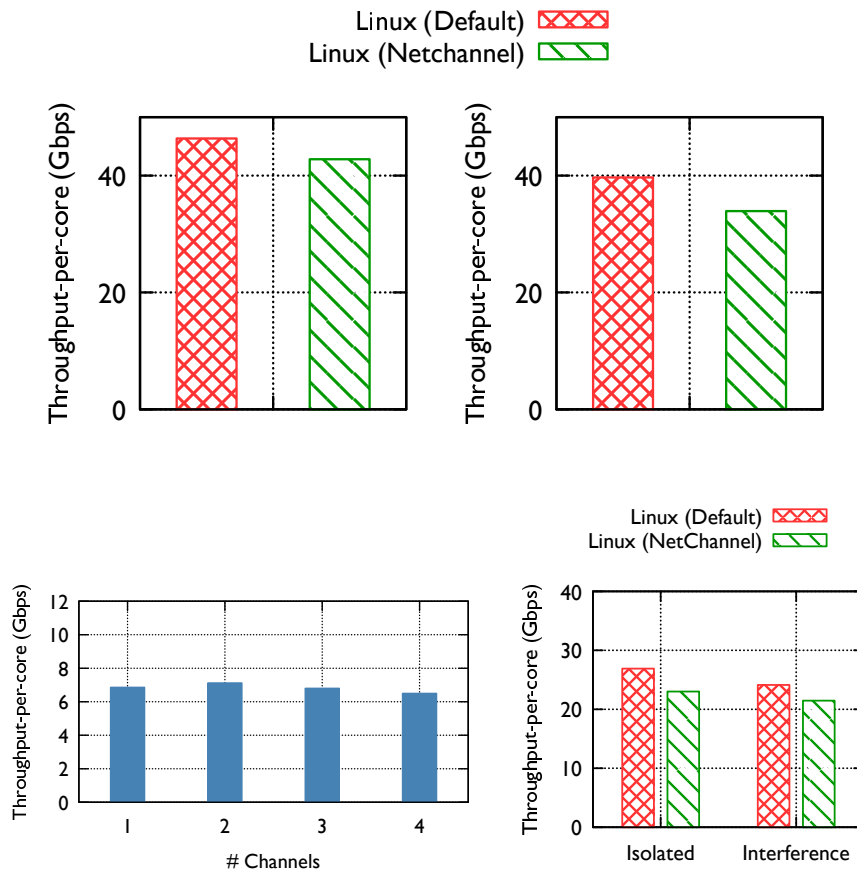 Linux (Default)
Linux (Netchannel)
Throughput-per-core (Gbps)
40
20
0
Throughput-per-core (Gbps)
40
20
0
Throughput-per-core (Gbps)
12
10
8
6
4
2
0
1 2 3 4
# Channels
Linux (Default)
Linux (NetChannel)
Throughput-per-core (Gbps)
40
30
20
10
0
Isolated Interference